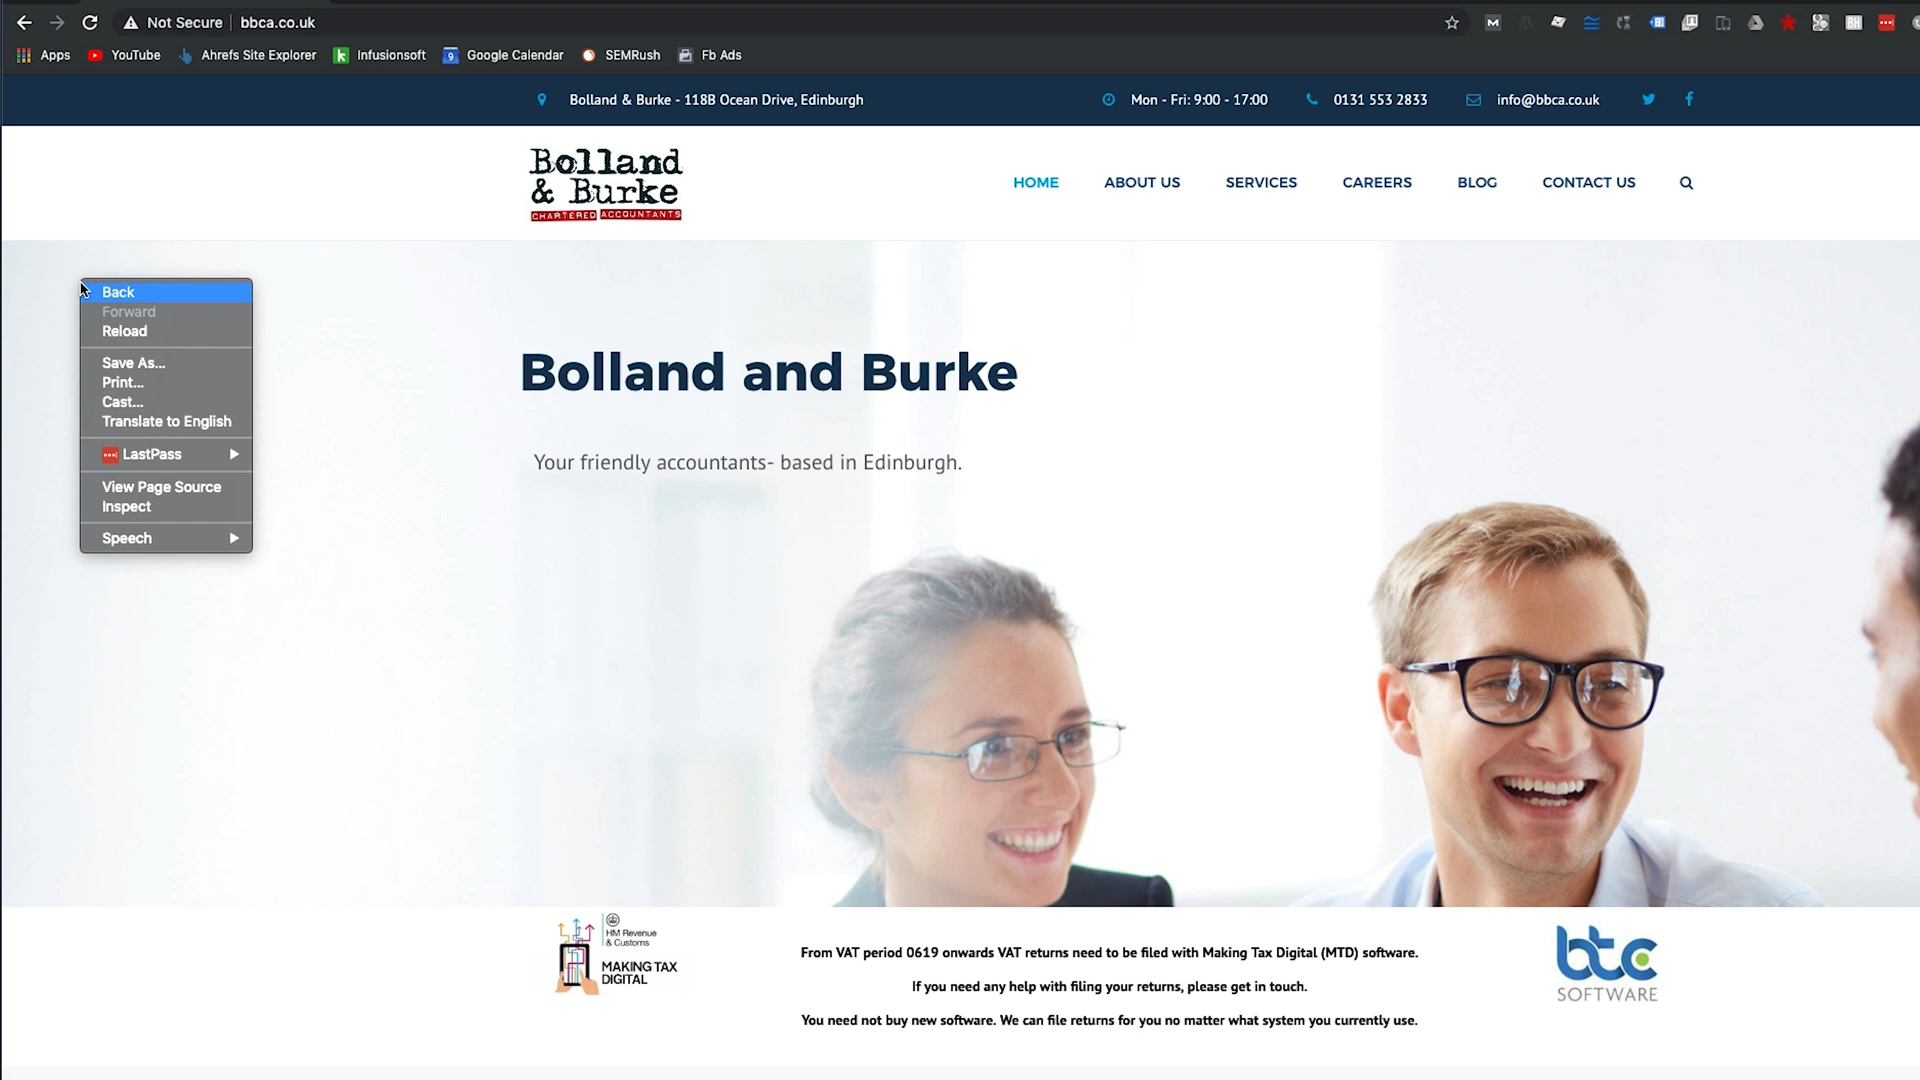 Not Secure bbca.co.uk
Apps YouTube Ahrefs Site Explorer Infusionsoft Google Calendar SEMRush Fb Ads
Bolland & Burke - 118B Ocean Drive, Edinburgh Mon - Fri: 9:00 - 17:00 0131 553 2833 info@bbca.co.uk
Bolland
& Burke
CHARTERED ACCOUNTANTS
HOME ABOUT US SERVICES CAREERS BLOG CONTACT US
Back
Forward
Reload
Save As...
Print...
Cast...
Translate to English
LastPass
View Page Source
Inspect
Speech
Bolland and Burke
Your friendly accountants- based in Edinburgh.
HM Revenue
& Customs
MAKING TAX
DIGITAL
From VAT period 0619 onwards VAT returns need to be filed with Making Tax Digital (MTD) software.
If you need any help with filing your returns, please get in touch.
You need not buy new software. We can file returns for you no matter what system you currently use.
btc
SOFTWARE